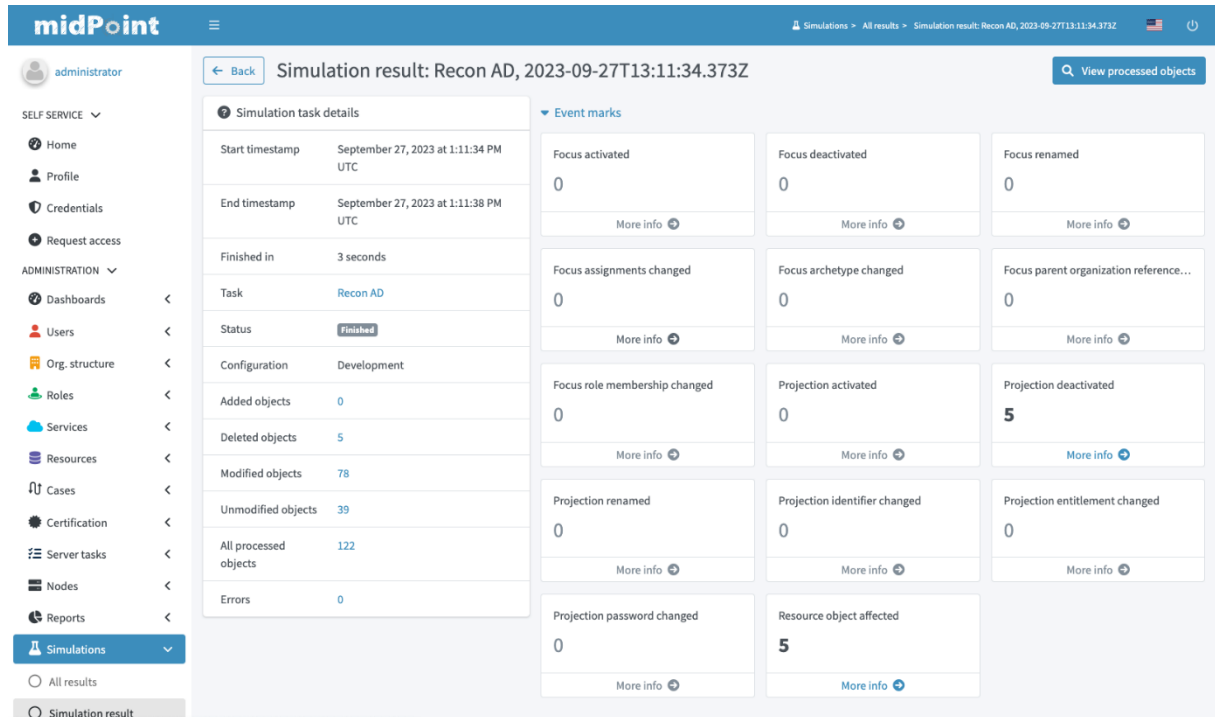 midPoint
Simulations > All results > Simulation result: Recon AD, 2023-09-27T13:11:34.373Z
administrator
SELF SERVICE
Home
Profile
Credentials
Request access
ADMINISTRATION
Dashboards
Users
Org. structure
Roles
Services
Resources
Cases
Certification
Server tasks
Nodes
Reports
Simulations
All results
Simulation result
Back
Simulation result: Recon AD, 2023-09-27T13:11:34.373Z
View processed objects
Simulation task details
Start timestamp September 27, 2023 at 1:11:34 PM
UTC
End timestamp September 27, 2023 at 1:11:38 PM
UTC
Finished in 3 seconds
Task Recon AD
Status Finished
Configuration Development
Added objects 0
Deleted objects 5
Modified objects 78
Unmodified objects 39
All processed 122
objects
Errors 0
Event marks
Focus activated
0
More info
Focus deactivated
0
More info
Focus renamed
0
More info
Focus assignments changed
0
More info
Focus archetype changed
0
More info
Focus parent organization reference...
0
More info
Focus role membership changed
0
More info
Projection activated
0
More info
Projection deactivated
5
More info
Projection renamed
0
More info
Projection identifier changed
0
More info
Projection entitlement changed
0
More info
Projection password changed
0
More info
Resource object affected
5
More info